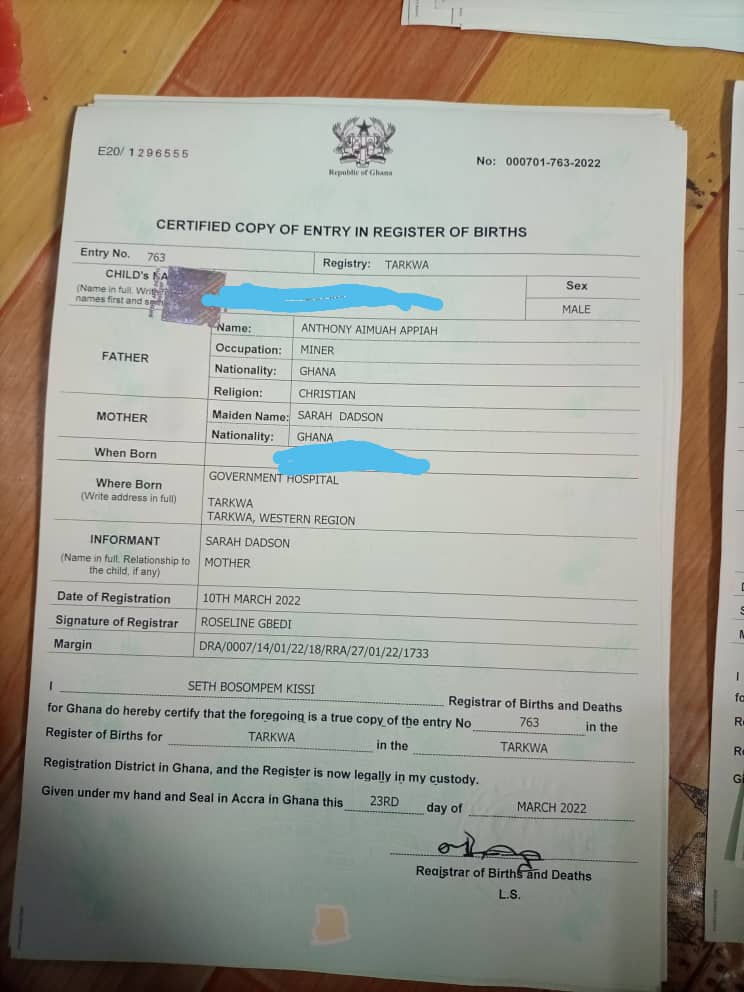 E20/ 1296555
Republic of Ghana
No: 000701-763-2022
CERTIFIED COPY OF ENTRY IN REGISTER OF BIRTHS
Entry No. 763
Registry: TARKWA
CHILD's NA
(Name in full. Write
names first and
Sex
MALE
FATHER
Name: ANTHONY AIMUAH APPIAH
Occupation: MINER
Nationality: GHANA
Religion: CHRISTIAN
MOTHER
Maiden Name: SARAH DADSON
Nationality: GHANA
When Born
Where Born
(Write address in full)
GOVERNMENT HOSPITAL
TARKWA
TARKWA, WESTERN REGION
INFORMANT
(Name in full. Relationship to
the child, if any)
SARAH DADSON
MOTHER
Date of Registration 10TH MARCH 2022
Signature of Registrar ROSELINE GBEDI
Margin DRA/0007/14/01/22/18/RRA/27/01/22/1733
I SETH BOSOMPEM KISSI Registrar of Births and Deaths
for Ghana do hereby certify that the foregoing is a true copy of the entry No 763 in the
Register of Births for TARKWA in the TARKWA
Registration District in Ghana, and the Register is now legally in my custody.
Given under my hand and Seal in Accra in Ghana this 23RD day of MARCH 2022
Registrar of Births and Deaths
L.S.